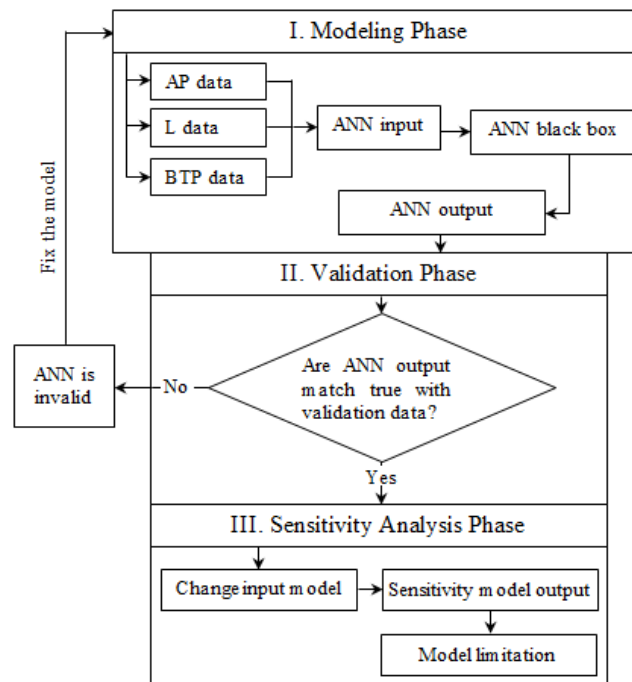 I. Modeling Phase
AP data
L data
BTP data
ANN input
ANN black box
ANN output
Fix the model
II. Validation Phase
Are ANN output
match true with
validation data?
No
ANN is
invalid
Yes
III. Sensitivity Analysis Phase
Change input model
Sensitivity model output
Model limitation